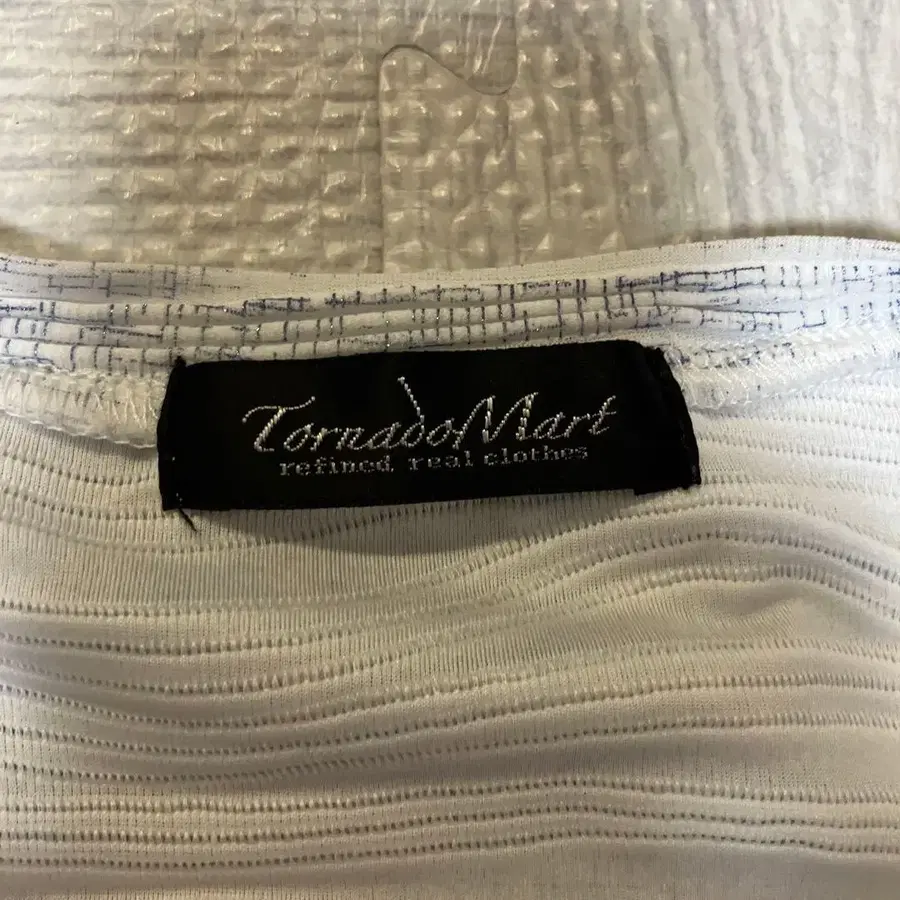 TornadoMart
refined real clothes